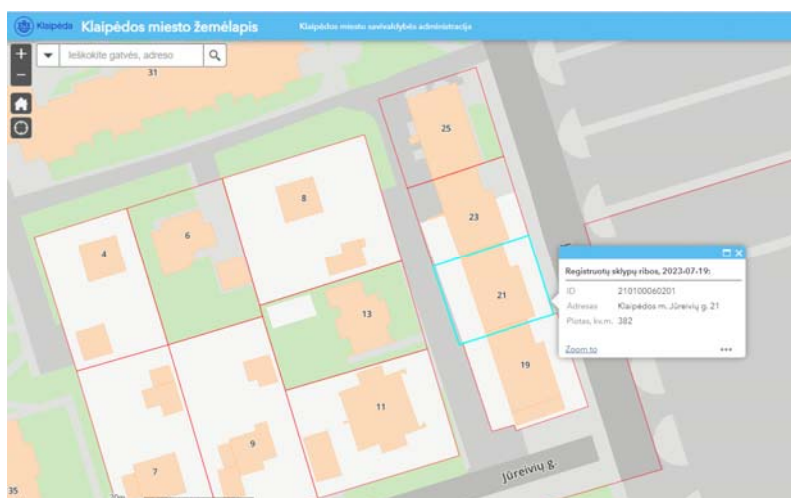 Klaipėda Klaipėdos miesto žemėlapis Klaipėdos miesto savivaldybės administracija
+
Ieškokite gatvės, adreso
−
31
25
8
23
6
4
Registruotų sklypų ribos, 2023-07-19:
ID 210100060201
21
Adresas Klaipėdos m. Jūreivių g. 21
13
Plotas, kv.m. 382
Zoom to
19
11
9
7
Jūreivių g.
35
20m